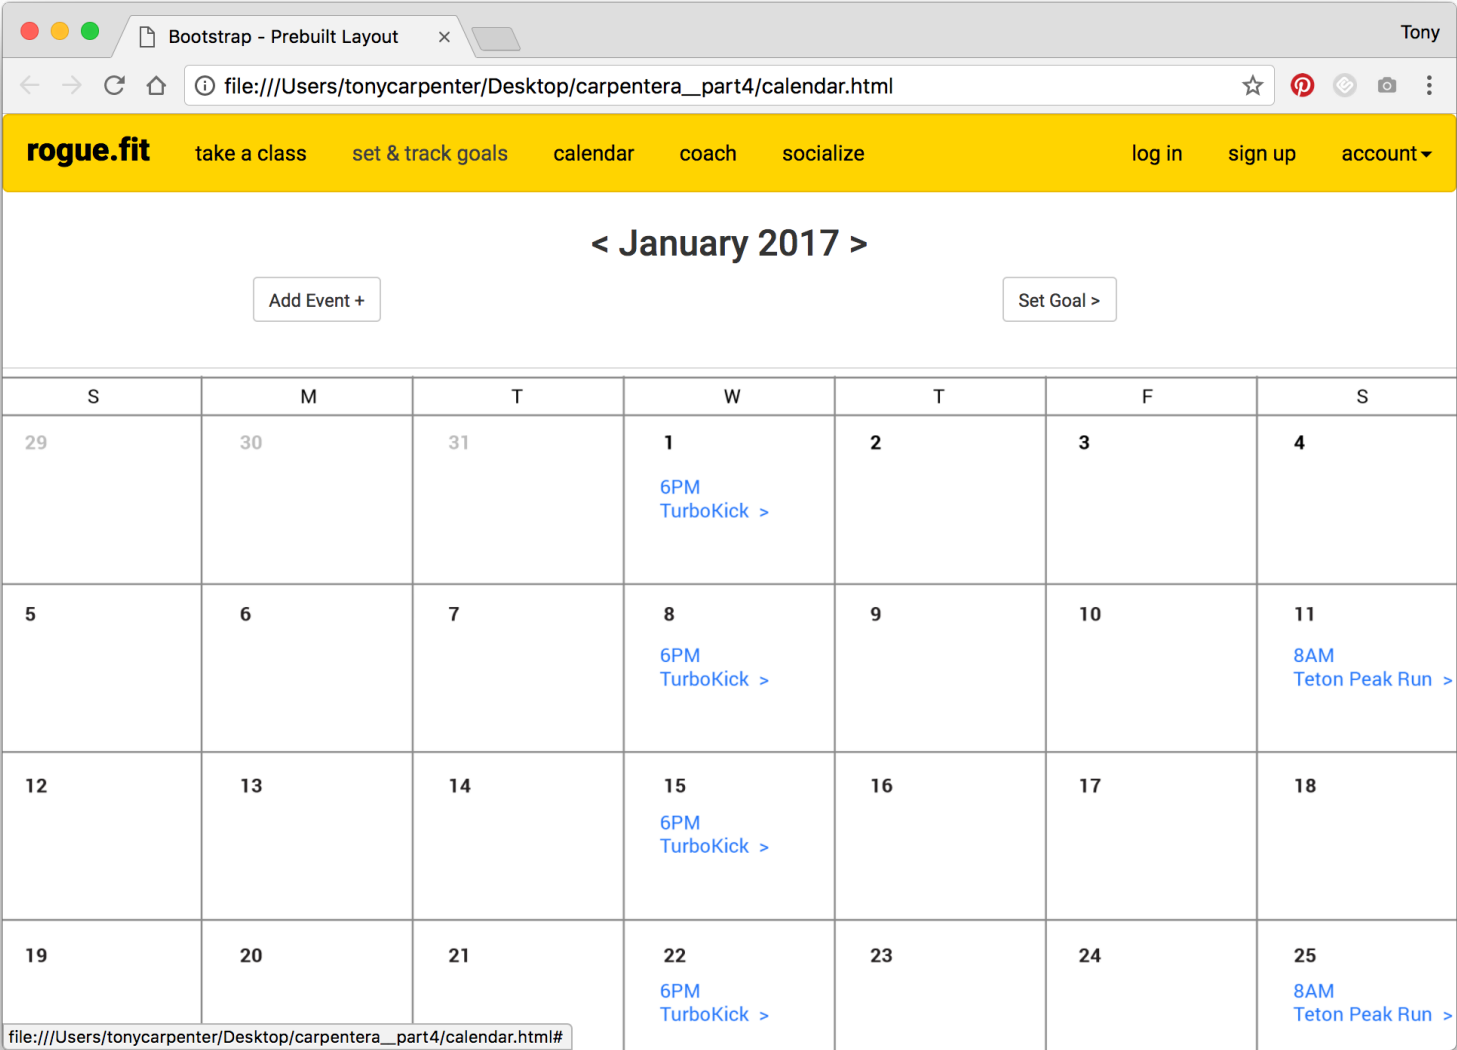 Bootstrap - Prebuilt Layout
Tony
file:///Users/tonycarpenter/Desktop/carpentera__part4/calendar.html
rogue.fit take a class set & track goals calendar coach socialize log in sign up account
< January 2017 >
Add Event + Set Goal >
S M T W T F S
29 30 31 1 2 3 4
6PM
TurboKick >
5 6 7 8 9 10 11
6PM 8AM
TurboKick > Teton Peak Run >
12 13 14 15 16 17 18
6PM
TurboKick >
19 20 21 22 23 24 25
6PM 8AM
TurboKick > Teton Peak Run >
file:///Users/tonycarpenter/Desktop/carpentera__part4/calendar.html#